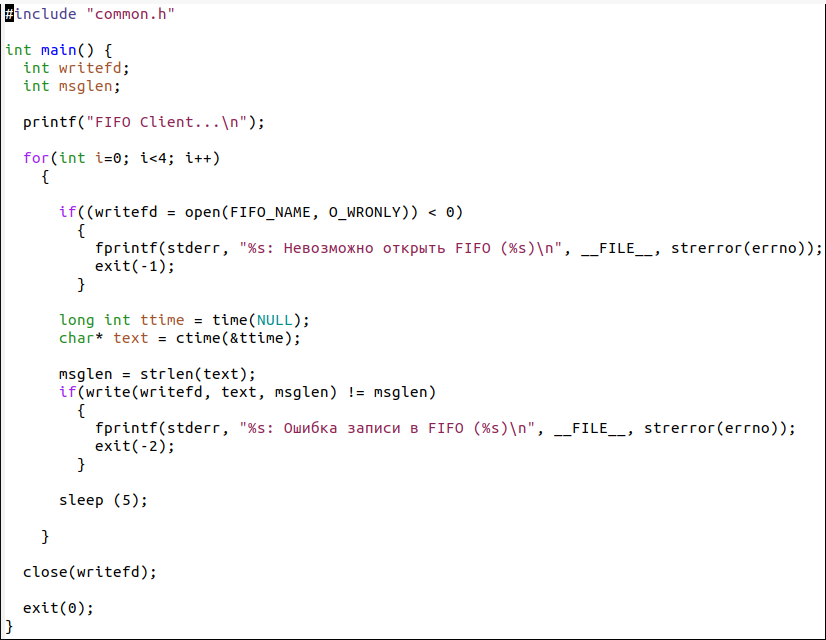 #include "common.h"
int main() {
  int writefd;
  int msglen;
  printf("FIFO Client...\n");
  for(int i=0; i<4; i++)
    {
      if((writefd = open(FIFO_NAME, O_WRONLY)) < 0)
        {
          fprintf(stderr, "%s: Невозможно открыть FIFO (%s)\n", __FILE__, strerror(errno));
          exit(-1);
        }
      long int ttime = time(NULL);
      char* text = ctime(&ttime);
      msglen = strlen(text);
      if(write(writefd, text, msglen) != msglen)
        {
          fprintf(stderr, "%s: Ошибка записи в FIFO (%s)\n", __FILE__, strerror(errno));
          exit(-2);
        }
      sleep (5);
    }
  close(writefd);
  exit(0);
}